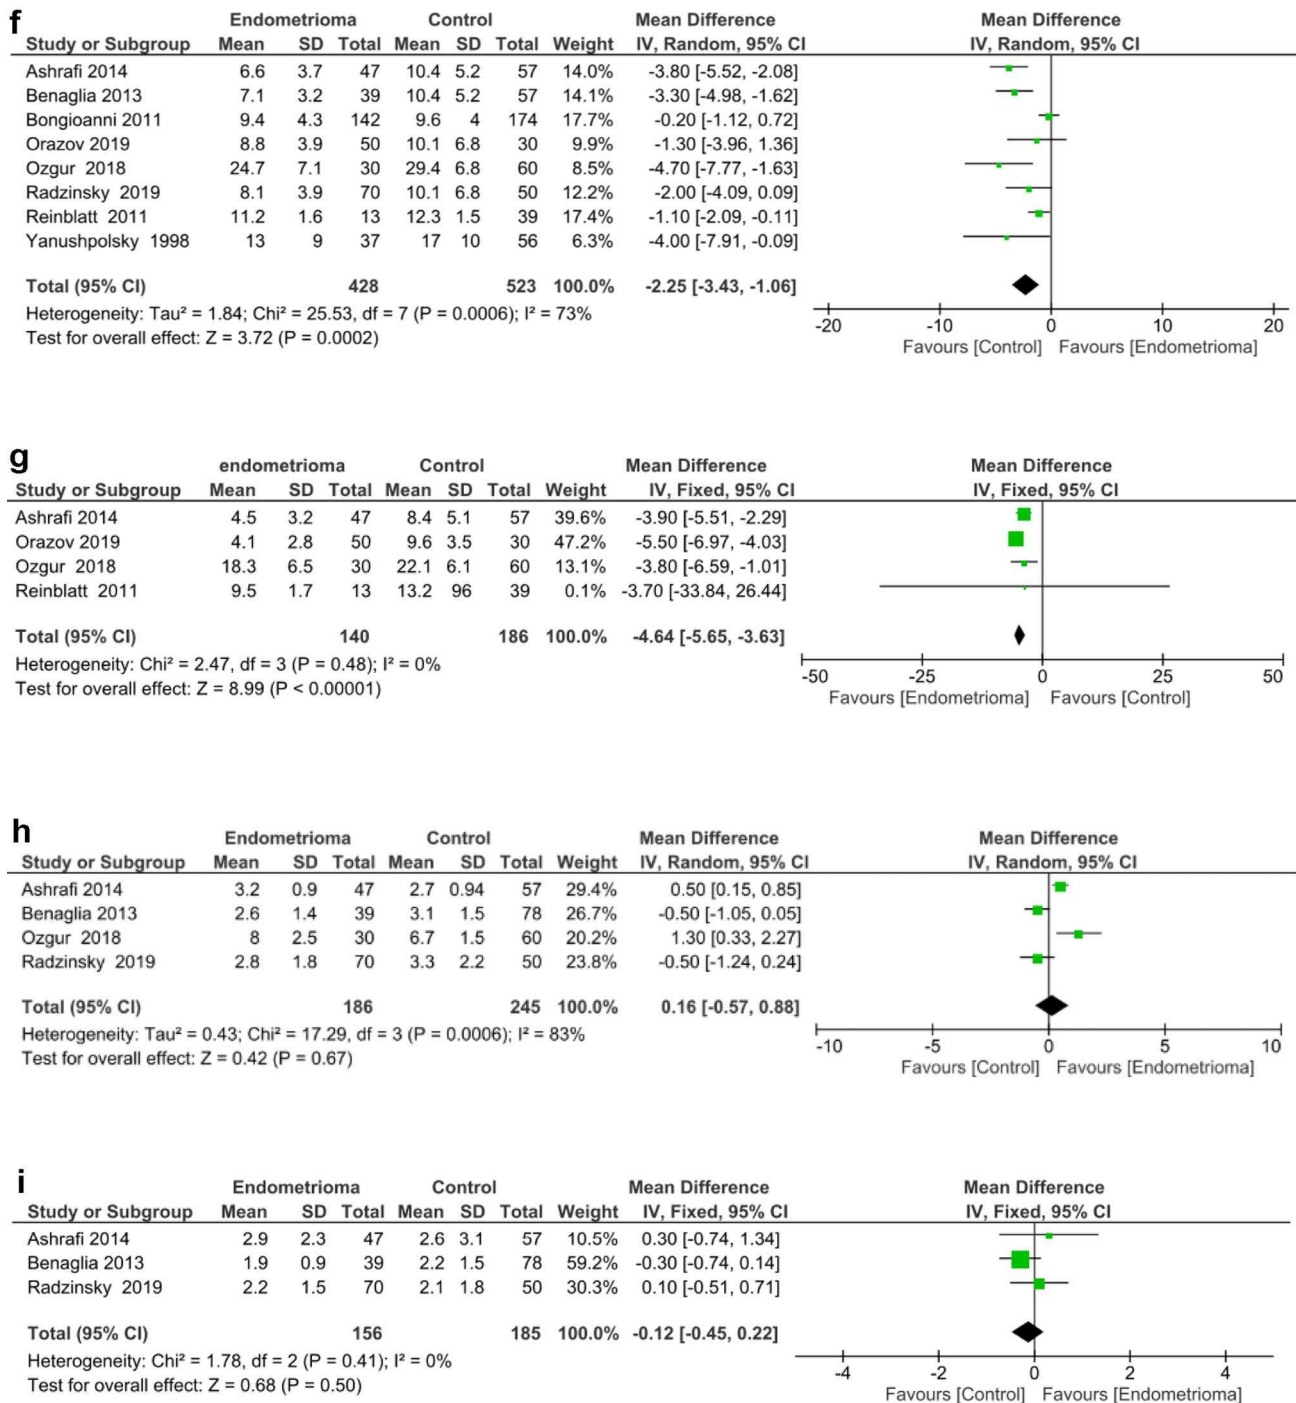 f
Endometrioma Control Mean Difference Mean Difference
Study or Subgroup Mean SD Total Mean SD Total Weight IV, Random, 95% CI IV, Random, 95% CI
Ashrafi 2014 6.6 3.7 47 10.4 5.2 57 14.0% -3.80 [-5.52, -2.08]
Benaglia 2013 7.1 3.2 39 10.4 5.2 57 14.1% -3.30 [-4.98, -1.62]
Bongioanni 2011 9.4 4.3 142 9.6 4 174 17.7% -0.20 [-1.12, 0.72]
Orazov 2019 8.8 3.9 50 10.1 6.8 30 9.9% -1.30 [-3.96, 1.36]
Ozgur 2018 24.7 7.1 30 29.4 6.8 60 8.5% -4.70 [-7.77, -1.63]
Radzinsky 2019 8.1 3.9 70 10.1 6.8 50 12.2% -2.00 [-4.09, 0.09]
Reinblatt 2011 11.2 1.6 13 12.3 1.5 39 17.4% -1.10 [-2.09, -0.11]
Yanushpolsky 1998 13 9 37 17 10 56 6.3% -4.00 [-7.91, -0.09]
Total (95% CI) 428 523 100.0% -2.25 [-3.43, -1.06]
Heterogeneity: Tau² = 1.84; Chi² = 25.53, df = 7 (P = 0.0006); I² = 73%
Test for overall effect: Z = 3.72 (P = 0.0002)
-20 -10 0 10 20
Favours [Control] Favours [Endometrioma]
g
endometrioma Control Mean Difference Mean Difference
Study or Subgroup Mean SD Total Mean SD Total Weight IV, Fixed, 95% CI IV, Fixed, 95% CI
Ashrafi 2014 4.5 3.2 47 8.4 5.1 57 39.6% -3.90 [-5.51, -2.29]
Orazov 2019 4.1 2.8 50 9.6 3.5 30 47.2% -5.50 [-6.97, -4.03]
Ozgur 2018 18.3 6.5 30 22.1 6.1 60 13.1% -3.80 [-6.59, -1.01]
Reinblatt 2011 9.5 1.7 13 13.2 96 39 0.1% -3.70 [-33.84, 26.44]
Total (95% CI) 140 186 100.0% -4.64 [-5.65, -3.63]
Heterogeneity: Chi² = 2.47, df = 3 (P = 0.48); I² = 0%
Test for overall effect: Z = 8.99 (P < 0.00001)
-50 -25 0 25 50
Favours [Endometrioma] Favours [Control]
h
Endometrioma Control Mean Difference Mean Difference
Study or Subgroup Mean SD Total Mean SD Total Weight IV, Random, 95% CI IV, Random, 95% CI
Ashrafi 2014 3.2 0.9 47 2.7 0.94 57 29.4% 0.50 [0.15, 0.85]
Benaglia 2013 2.6 1.4 39 3.1 1.5 78 26.7% -0.50 [-1.05, 0.05]
Ozgur 2018 8 2.5 30 6.7 1.5 60 20.2% 1.30 [0.33, 2.27]
Radzinsky 2019 2.8 1.8 70 3.3 2.2 50 23.8% -0.50 [-1.24, 0.24]
Total (95% CI) 186 245 100.0% 0.16 [-0.57, 0.88]
Heterogeneity: Tau² = 0.43; Chi² = 17.29, df = 3 (P = 0.0006); I² = 83%
Test for overall effect: Z = 0.42 (P = 0.67)
-10 -5 0 5 10
Favours [Control] Favours [Endometrioma]
i
Endometrioma Control Mean Difference Mean Difference
Study or Subgroup Mean SD Total Mean SD Total Weight IV, Fixed, 95% CI IV, Fixed, 95% CI
Ashrafi 2014 2.9 2.3 47 2.6 3.1 57 10.5% 0.30 [-0.74, 1.34]
Benaglia 2013 1.9 0.9 39 2.2 1.5 78 59.2% -0.30 [-0.74, 0.14]
Radzinsky 2019 2.2 1.5 70 2.1 1.8 50 30.3% 0.10 [-0.51, 0.71]
Total (95% CI) 156 185 100.0% -0.12 [-0.45, 0.22]
Heterogeneity: Chi² = 1.78, df = 2 (P = 0.41); I² = 0%
Test for overall effect: Z = 0.68 (P = 0.50)
-4 -2 0 2 4
Favours [Control] Favours [Endometrioma]